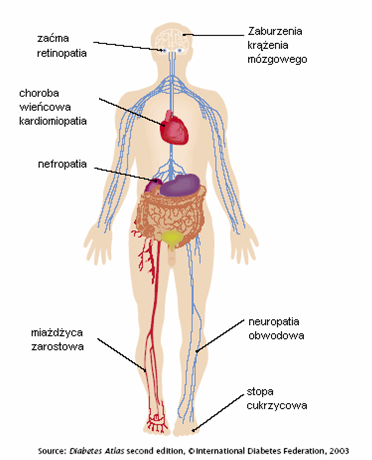 zaćma
retinopatia
Zaburzenia
krążenia
mózgowego
choroba
wieńcowa
kardiomiopatia
nefropatia
miażdżyca
zarostowa
neuropatia
obwodowa
stopa
cukrzycowa
Source: Diabetes Atlas second edition, ©International Diabetes Federation, 2003